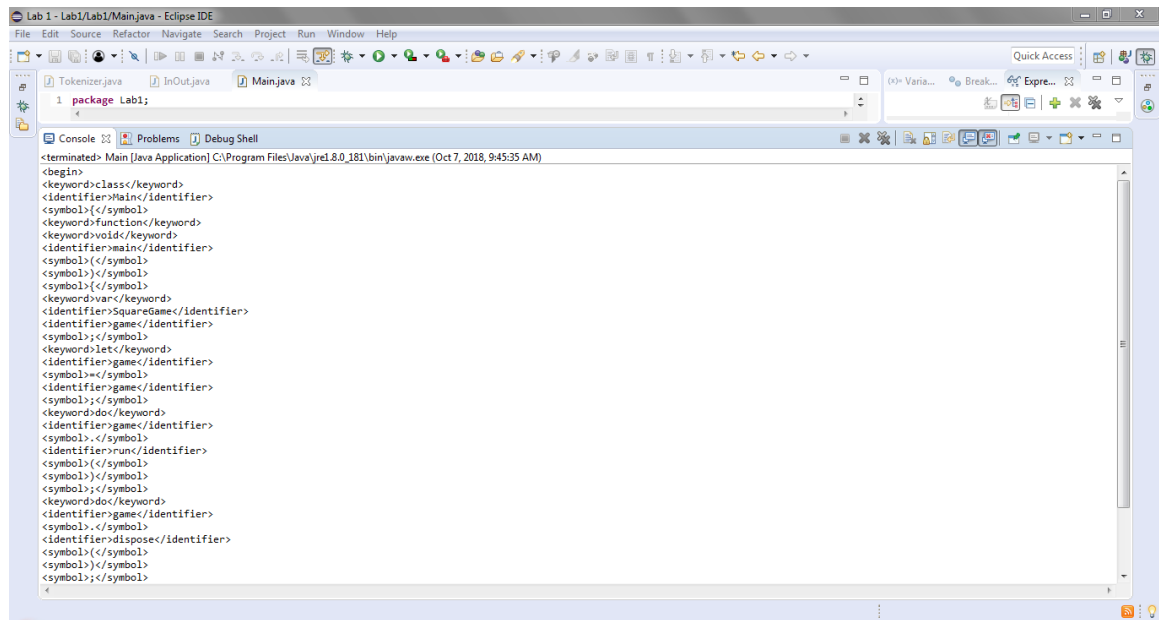 Lab 1 - Lab1/Lab1/Main.java - Eclipse IDE
File Edit Source Refactor Navigate Search Project Run Window Help
Quick Access
Tokenizer.java InOut.java Main.java (x)= Varia... Break... Expre...
1 package Lab1;
Console Problems Debug Shell
<terminated> Main [Java Application] C:\Program Files\Java\jre1.8.0_181\bin\javaw.exe (Oct 7, 2018, 9:45:35 AM)
<begin>
<keyword>class</keyword>
<identifier>Main</identifier>
<symbol>{</symbol>
<keyword>function</keyword>
<keyword>void</keyword>
<identifier>main</identifier>
<symbol>(</symbol>
<symbol>)</symbol>
<symbol>{</symbol>
<keyword>var</keyword>
<identifier>SquareGame</identifier>
<identifier>game</identifier>
<symbol>;</symbol>
<keyword>let</keyword>
<identifier>game</identifier>
<symbol>=</symbol>
<identifier>game</identifier>
<symbol>;</symbol>
<keyword>do</keyword>
<identifier>game</identifier>
<symbol>.</symbol>
<identifier>run</identifier>
<symbol>(</symbol>
<symbol>)</symbol>
<symbol>;</symbol>
<keyword>do</keyword>
<identifier>game</identifier>
<symbol>.</symbol>
<identifier>dispose</identifier>
<symbol>(</symbol>
<symbol>)</symbol>
<symbol>;</symbol>